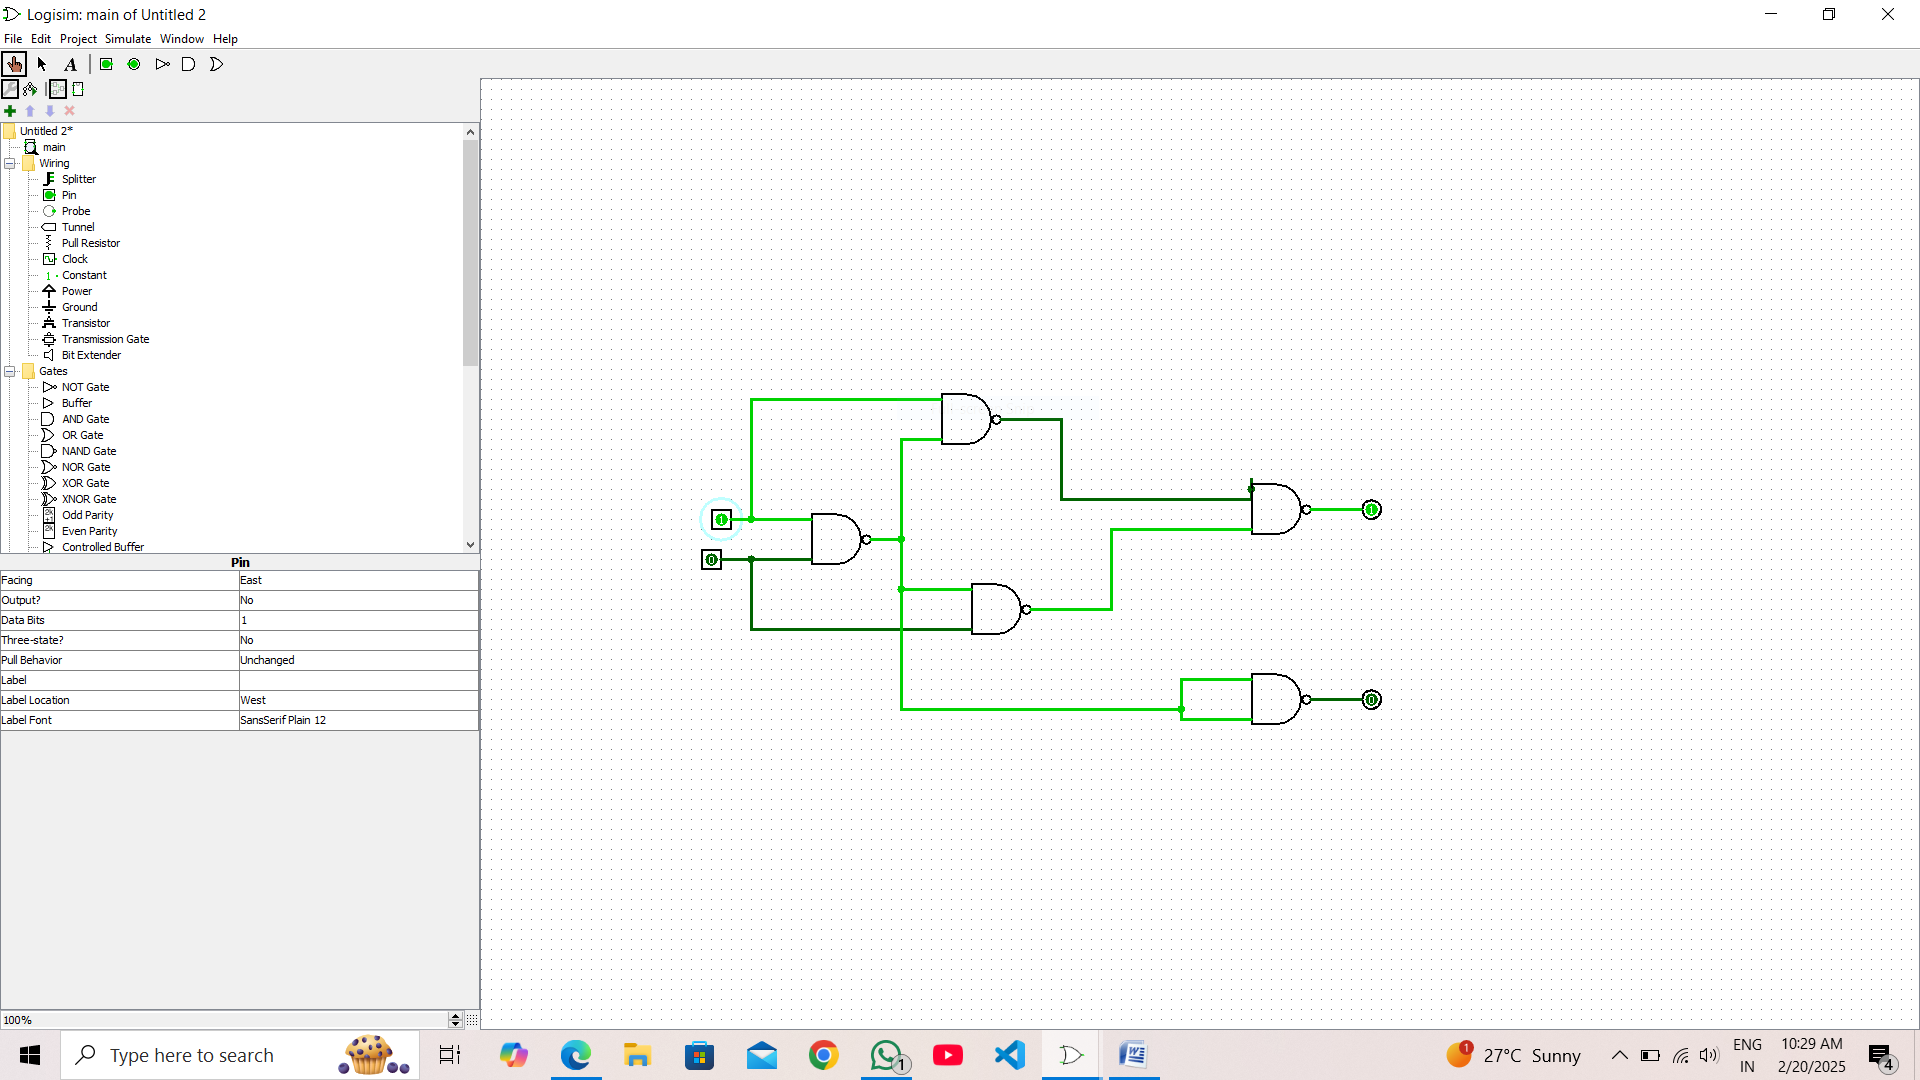 Logisim: main of Untitled 2
File Edit Project Simulate Window Help
A
Untitled 2*
main
Wiring
Splitter
Pin
Probe
Tunnel
Pull Resistor
Clock
1 Constant
Power
Ground
Transistor
Transmission Gate
Bit Extender
Gates
NOT Gate
Buffer
AND Gate
OR Gate
NAND Gate
NOR Gate
XOR Gate
XNOR Gate
Odd Parity
Even Parity
Controlled Buffer
Pin
Facing East
Output? No
Data Bits 1
Three-state? No
Pull Behavior Unchanged
Label
Label Location West
Label Font SansSerif Plain 12
100%
1
0
1
0
Type here to search
1
1
27°C Sunny
ENG
IN
10:29 AM
2/20/2025
4